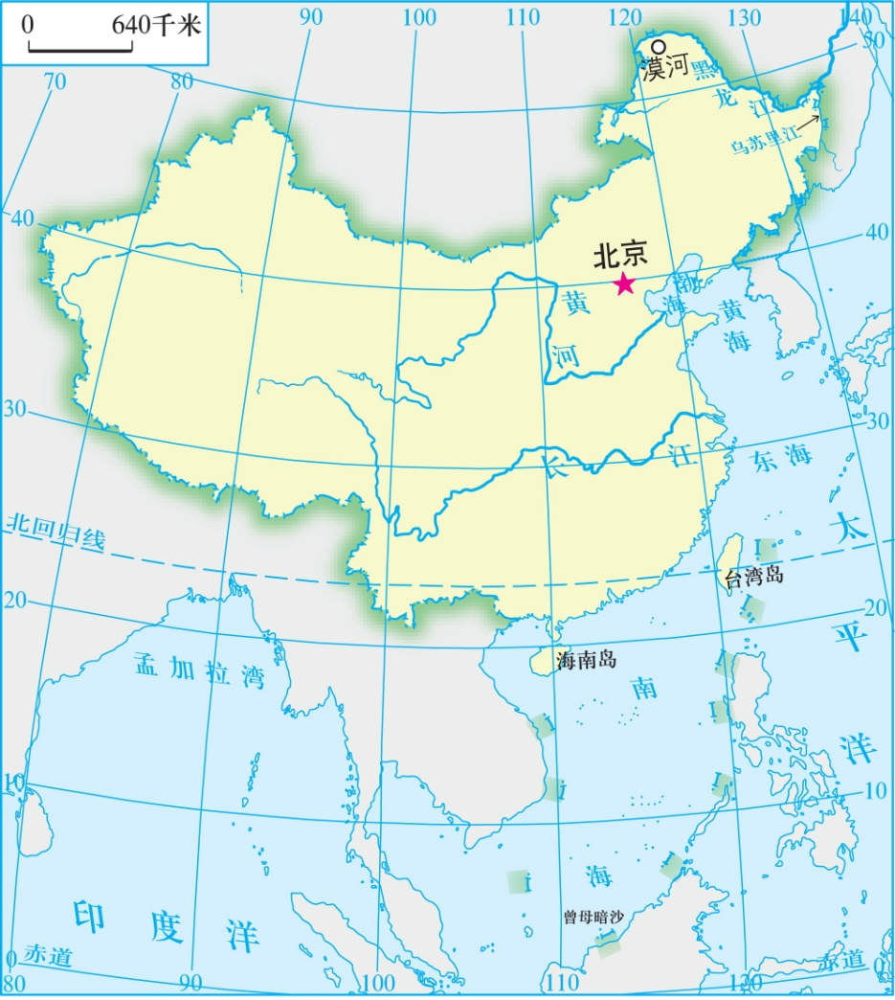 0 640千米
90 100 110 120 130 140
50
70
80
漠河
黑
龙 江
乌苏里江
40
40
北京
渤
海
黄
海
黄
河
30
30
长 江
东 海
北回归线
太
台湾岛
20
20
平
孟加拉湾
海南岛
南
洋
10
10
海
曾母暗沙
印 度 洋
0 赤道
赤道 0
80 90 100 110 120